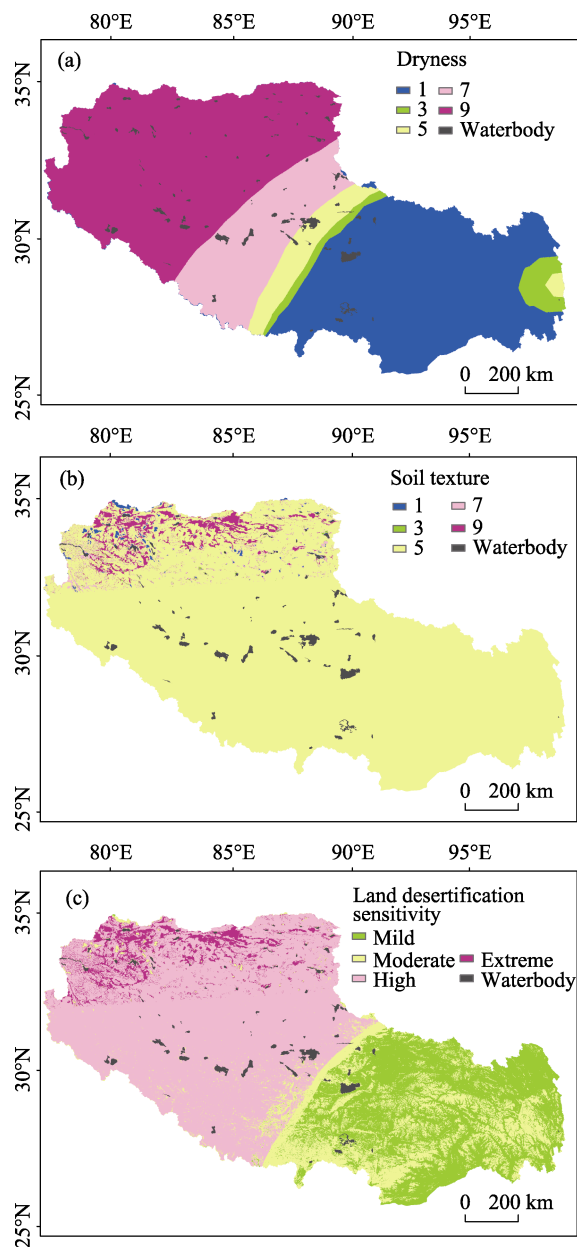 80°E 85°E 90°E 95°E
(a)
Dryness
1 7
3 9
5 Waterbody
35°N
30°N
25°N
0 200 km
80°E 85°E 90°E 95°E
(b)
Soil texture
1 7
3 9
5 Waterbody
35°N
30°N
25°N
0 200 km
80°E 85°E 90°E 95°E
(c)
Land desertification
sensitivity
Mild
Moderate Extreme
High Waterbody
35°N
30°N
25°N
0 200 km